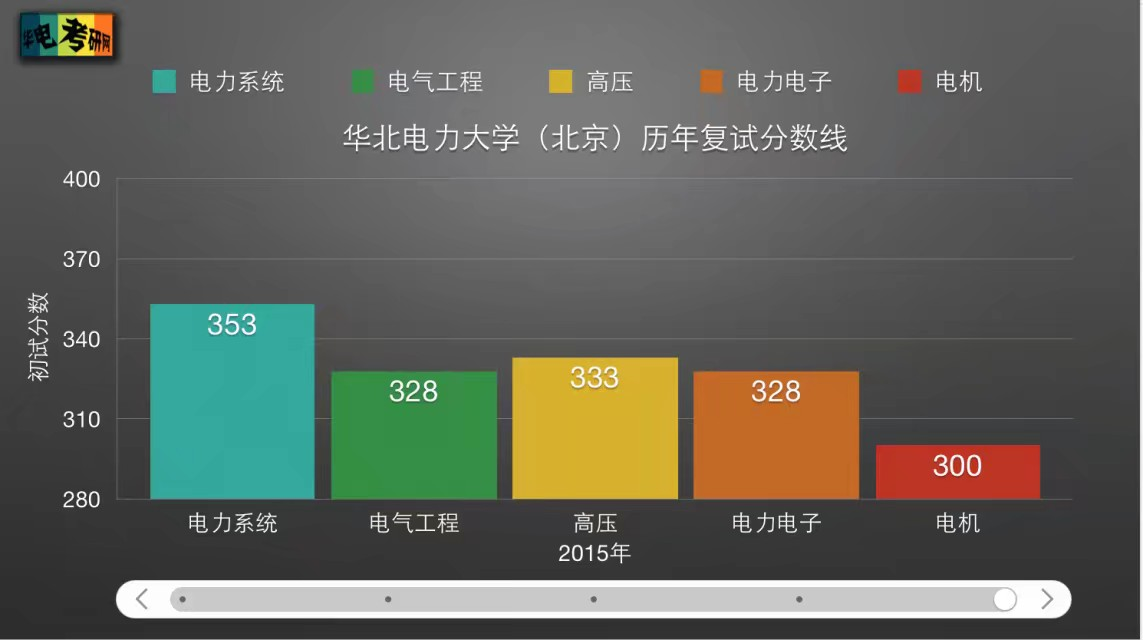 华电考研网
电力系统 电气工程 高压 电力电子 电机
华北电力大学（北京）历年复试分数线
初试分数
400
370
340
310
280
353
328
333
328
300
电力系统 电气工程 高压 电力电子 电机
2015年